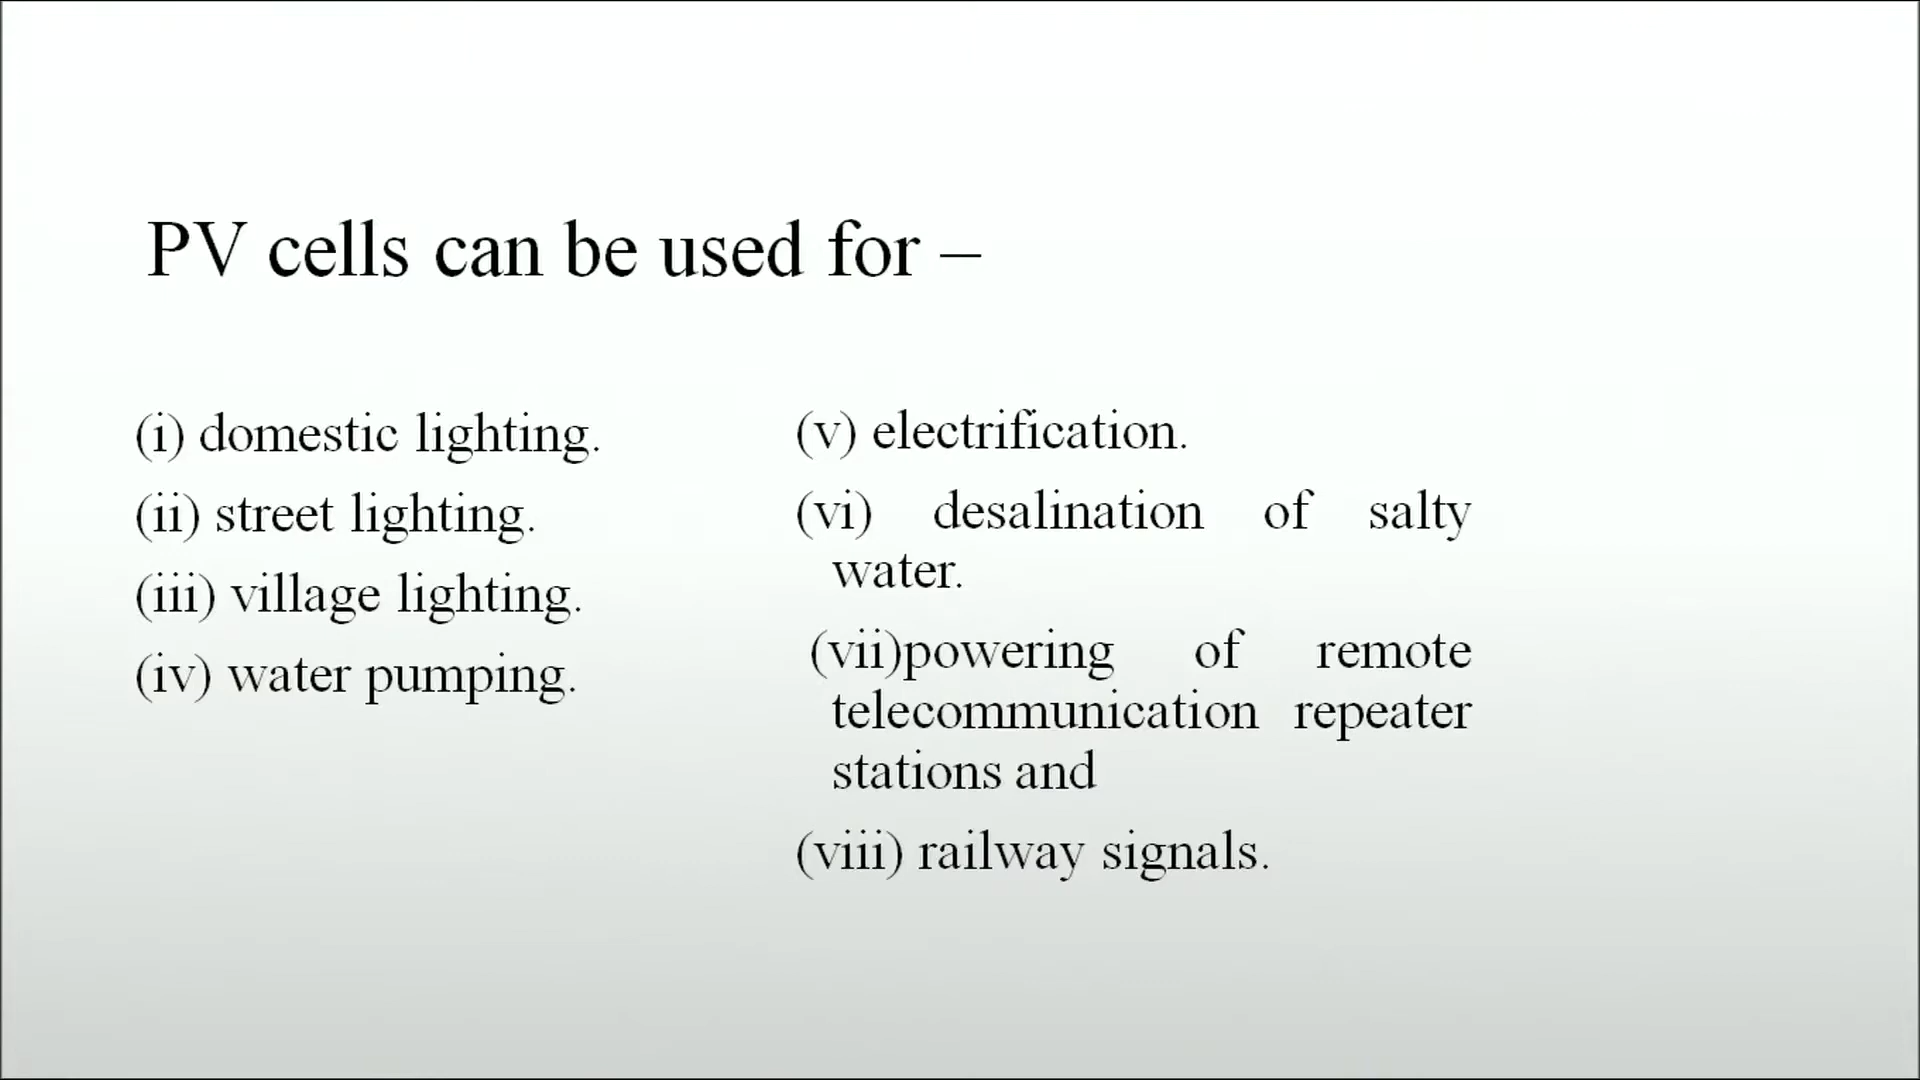 PV cells can be used for –
(i) domestic lighting.
(ii) street lighting.
(iii) village lighting.
(iv) water pumping.
(v) electrification.
(vi) desalination of salty
water.
(vii)powering of remote
telecommunication repeater
stations and
(viii) railway signals.